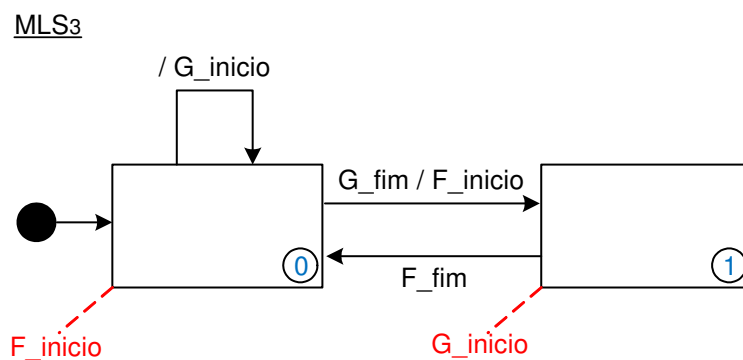 MLS3
/ G_inicio
G_fim / F_inicio
0
1
F_fim
F_inicio
G_inicio